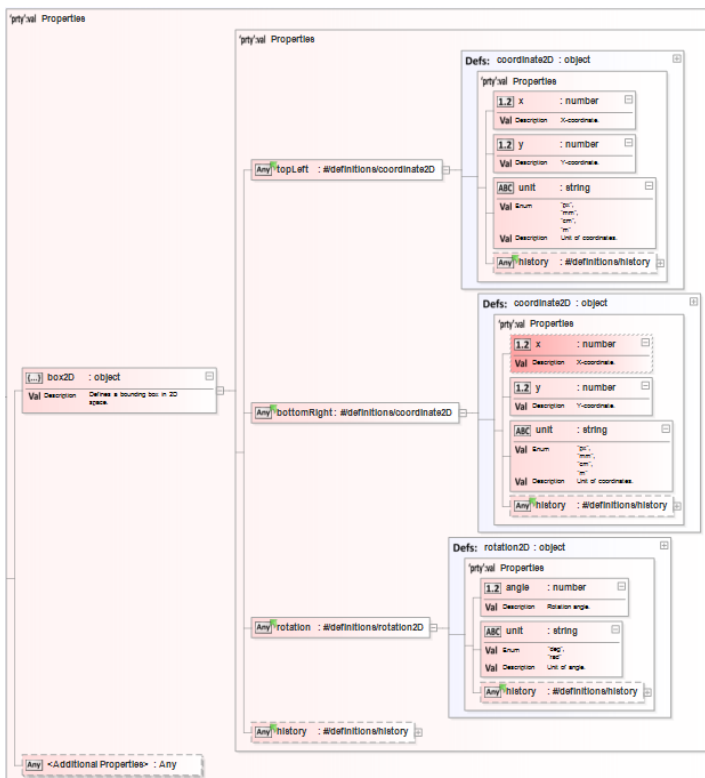 'prty':val Properties
'prty':val Properties
Defs: coordinate2D : object
'prty':val Properties
1.2 x : number
Val Description X-coordinate.
1.2 y : number
Val Description Y-coordinate.
Any topLeft : #/definitions/coordinate2D
ABC unit : string
Val Enum "px",
"mm",
"cm",
"m"
Val Description Unit of coordinates.
Any history : #/definitions/history
Defs: coordinate2D : object
'prty':val Properties
1.2 x : number
Val Description X-coordinate.
{...} box2D : object
Val Description Defines a bounding box in 2D
space.
1.2 y : number
Val Description Y-coordinate.
Any bottomRight : #/definitions/coordinate2D
ABC unit : string
Val Enum "px",
"mm",
"cm",
"m"
Val Description Unit of coordinates.
Any history : #/definitions/history
Defs: rotation2D : object
'prty':val Properties
1.2 angle : number
Val Description Rotation angle.
Any rotation : #/definitions/rotation2D
ABC unit : string
Val Enum "deg",
"rad"
Val Description Unit of angle.
Any history : #/definitions/history
Any history : #/definitions/history
Any <Additional Properties> : Any